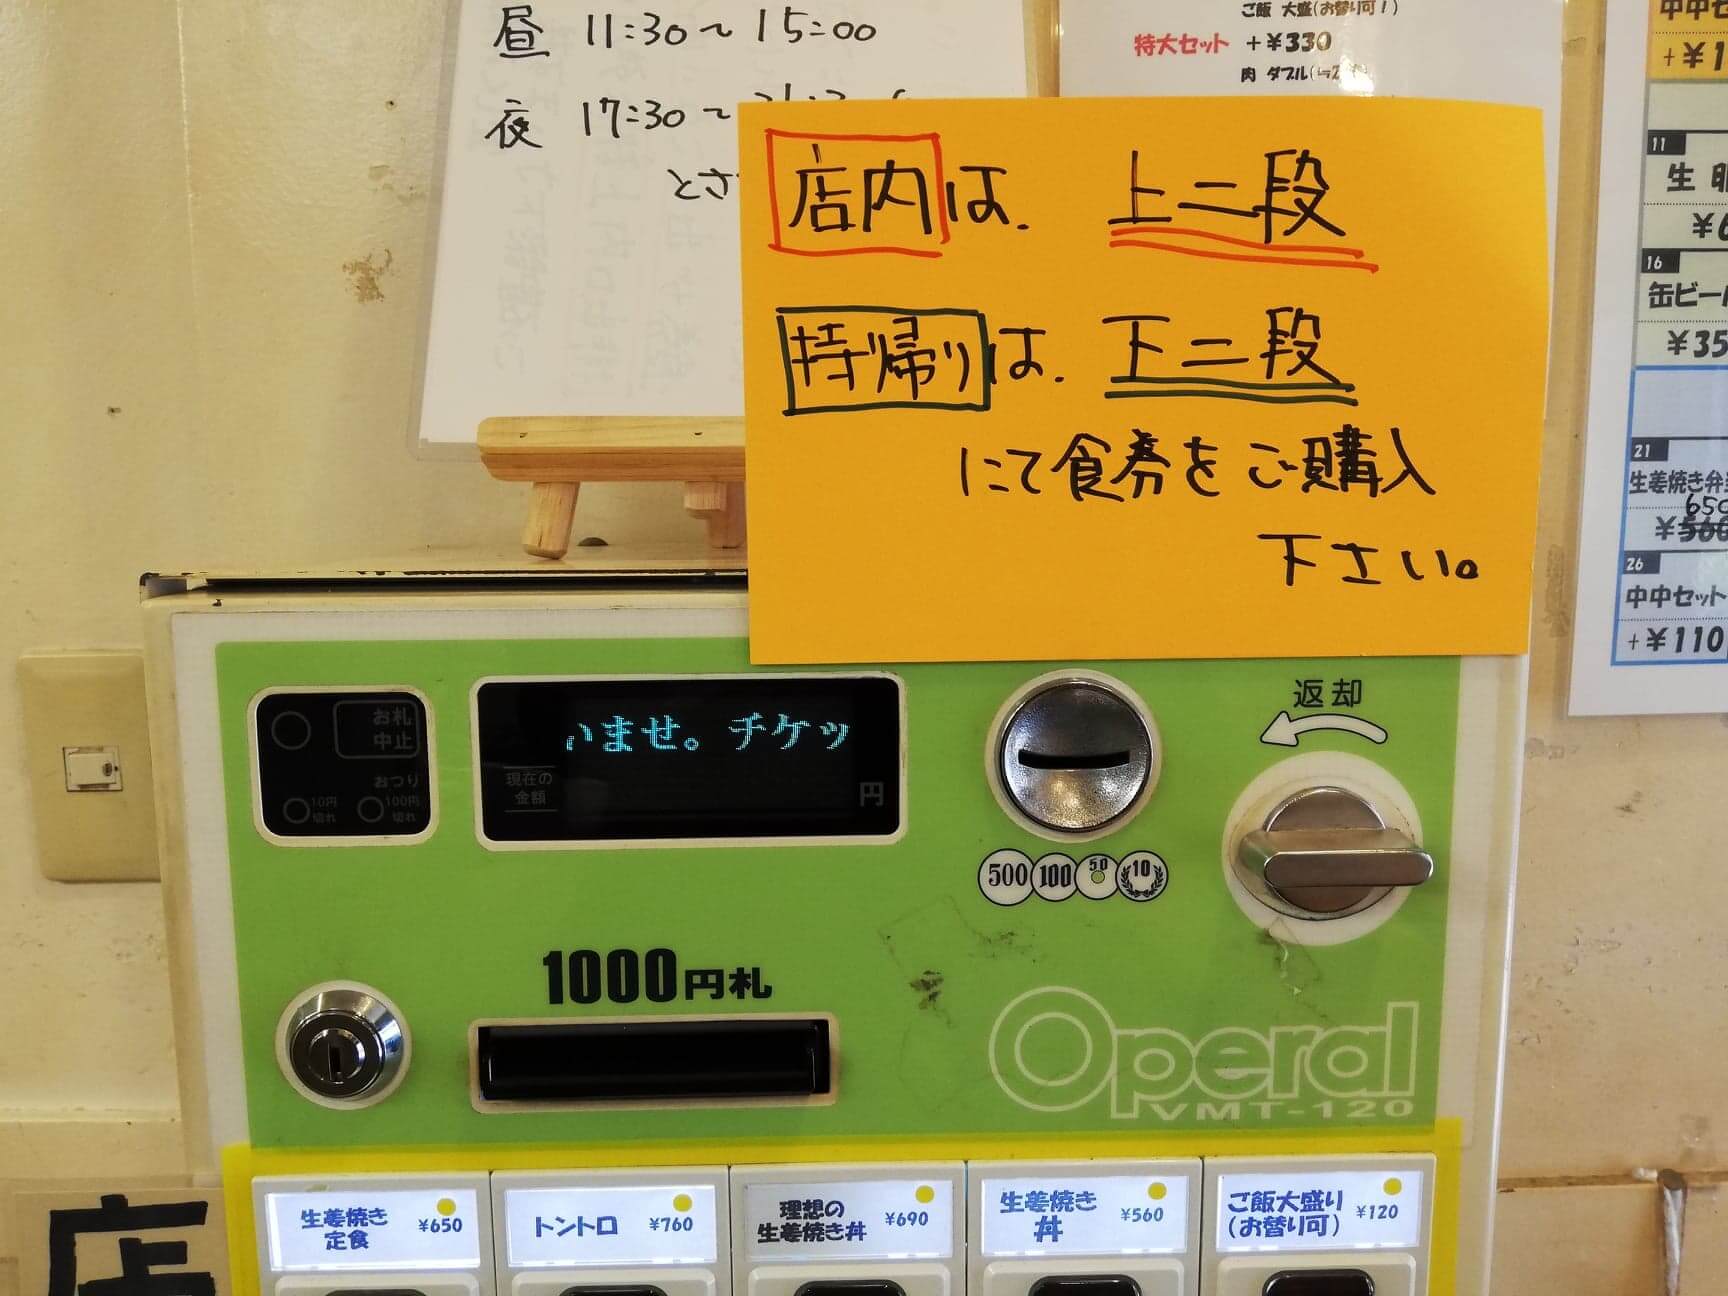 昼 11:30～15:00
夜 17:30～
とさ
ご飯 大盛(お替り可！)
特大セット +¥330
肉 ダブル
中中セ
+¥1
11
生
¥6
16
缶ビー
¥35
21
生姜焼き弁
650
¥560
26
中中セット
+¥110
店内は、上二段
持帰りは、下二段
にて食券をご購入
下さい。
お札
中止
おつり
10円
切れ
100円
切れ
いませ。チケッ
現在の
金額
円
返却
500 100 50 10
1000円札
Operal
VMT-120
生姜焼き
定食 ¥650
トントロ ¥760
理想の
生姜焼き丼 ¥690
生姜焼き
丼 ¥560
ご飯大盛り
(お替り可) ¥120
店